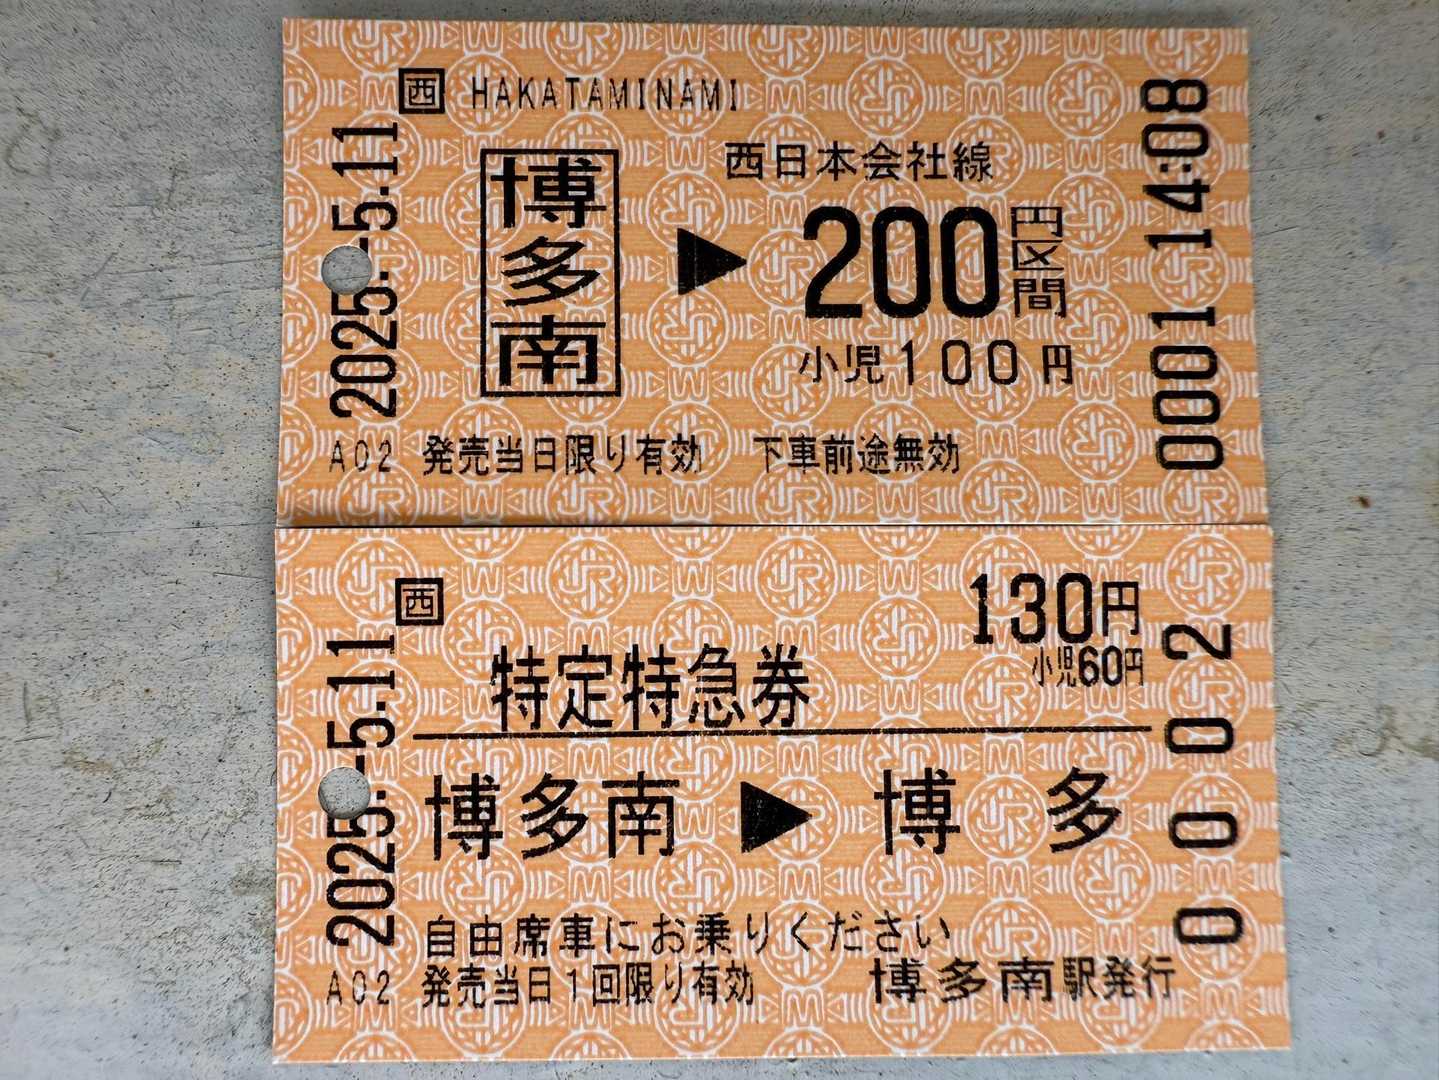 西 HAKATAMINAMI
2025.-5.11
博多南
▶
西日本会社線
200円区間
小児100円
0001 14:08
A02 発売当日限り有効 下車前途無効
西
2025.-5.11
130円
小児60円
特定特急券
博多南 ▶ 博多
0002
自由席車にお乗りください
A02 発売当日1回限り有効 博多南駅発行